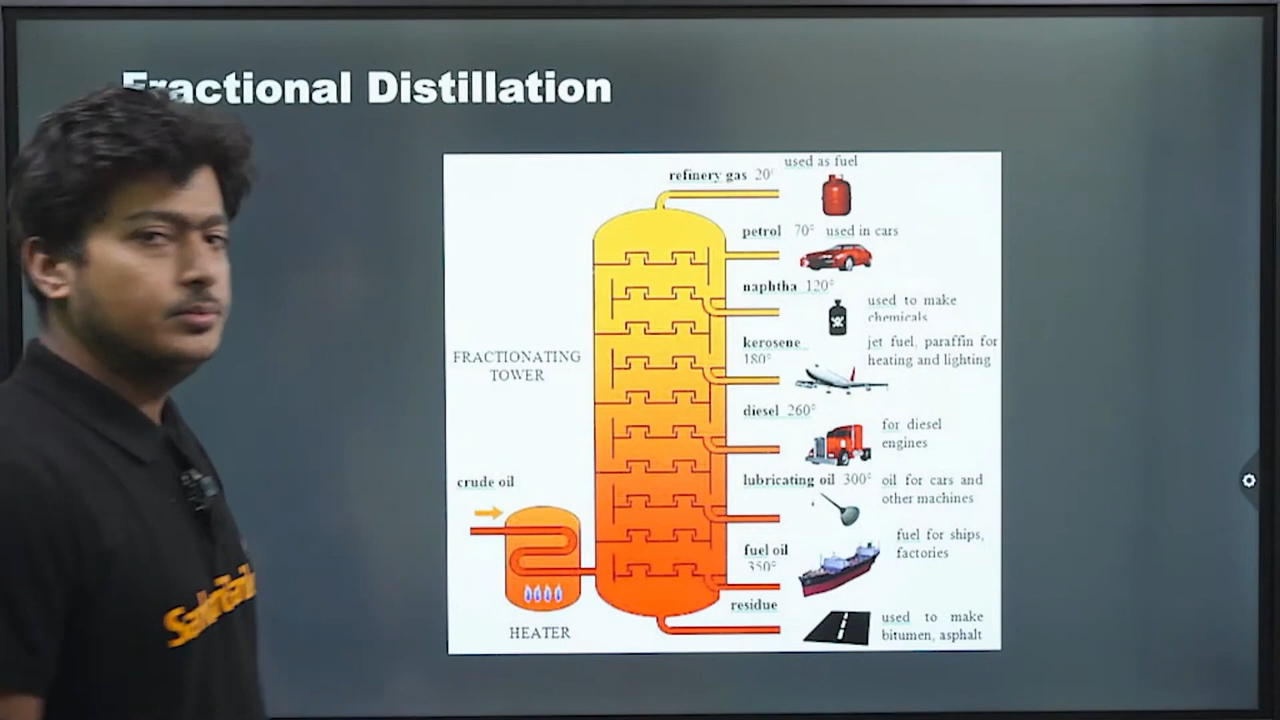 Fractional Distillation
used as fuel
refinery gas 20°
petrol 70° used in cars
naphtha 120°
used to make
chemicals
kerosene
180°
jet fuel, paraffin for
heating and lighting
FRACTIONATING
TOWER
diesel 260°
for diesel
engines
crude oil
lubricating oil 300°
oil for cars and
other machines
fuel oil
350°
fuel for ships,
factories
residue
used to make
bitumen, asphalt
HEATER